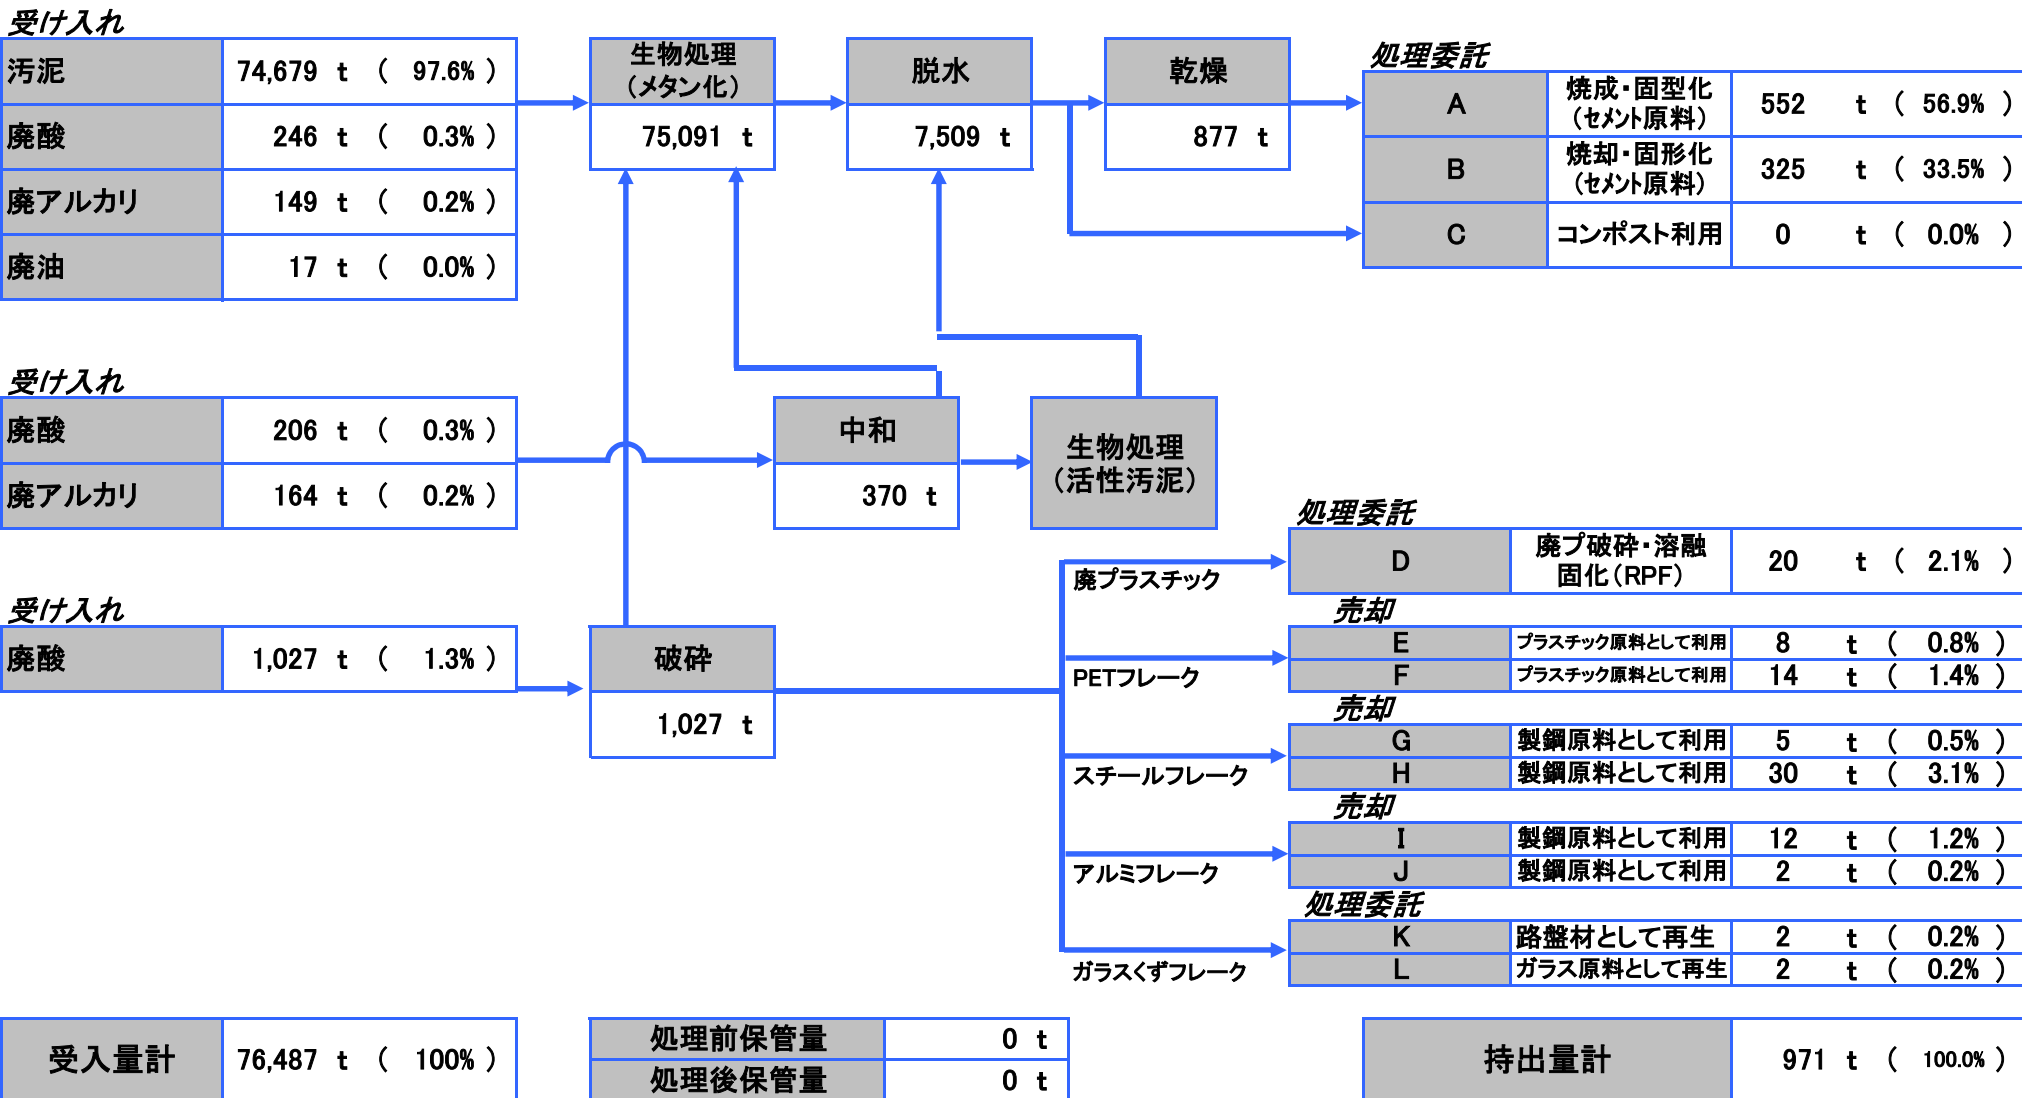 受け入れ
汚泥 74,679 t ( 97.6% )
廃酸 246 t ( 0.3% )
廃アルカリ 149 t ( 0.2% )
廃油 17 t ( 0.0% )
生物処理
(メタン化)
75,091 t
脱水
7,509 t
乾燥
877 t
処理委託
A 焼成・固型化
(セメント原料) 552 t ( 56.9% )
B 焼却・固形化
(セメント原料) 325 t ( 33.5% )
C コンポスト利用 0 t ( 0.0% )
受け入れ
廃酸 206 t ( 0.3% )
廃アルカリ 164 t ( 0.2% )
中和
370 t
生物処理
(活性汚泥)
受け入れ
廃酸 1,027 t ( 1.3% )
破砕
1,027 t
廃プラスチック
処理委託
D 廃プ破砕・溶融
固化(RPF) 20 t ( 2.1% )
PETフレーク
売却
E プラスチック原料として利用 8 t ( 0.8% )
F プラスチック原料として利用 14 t ( 1.4% )
スチールフレーク
売却
G 製鋼原料として利用 5 t ( 0.5% )
H 製鋼原料として利用 30 t ( 3.1% )
アルミフレーク
売却
I 製鋼原料として利用 12 t ( 1.2% )
J 製鋼原料として利用 2 t ( 0.2% )
ガラスくずフレーク
処理委託
K 路盤材として再生 2 t ( 0.2% )
L ガラス原料として再生 2 t ( 0.2% )
受入量計 76,487 t ( 100% )
処理前保管量 0 t
処理後保管量 0 t
持出量計 971 t ( 100.0% )